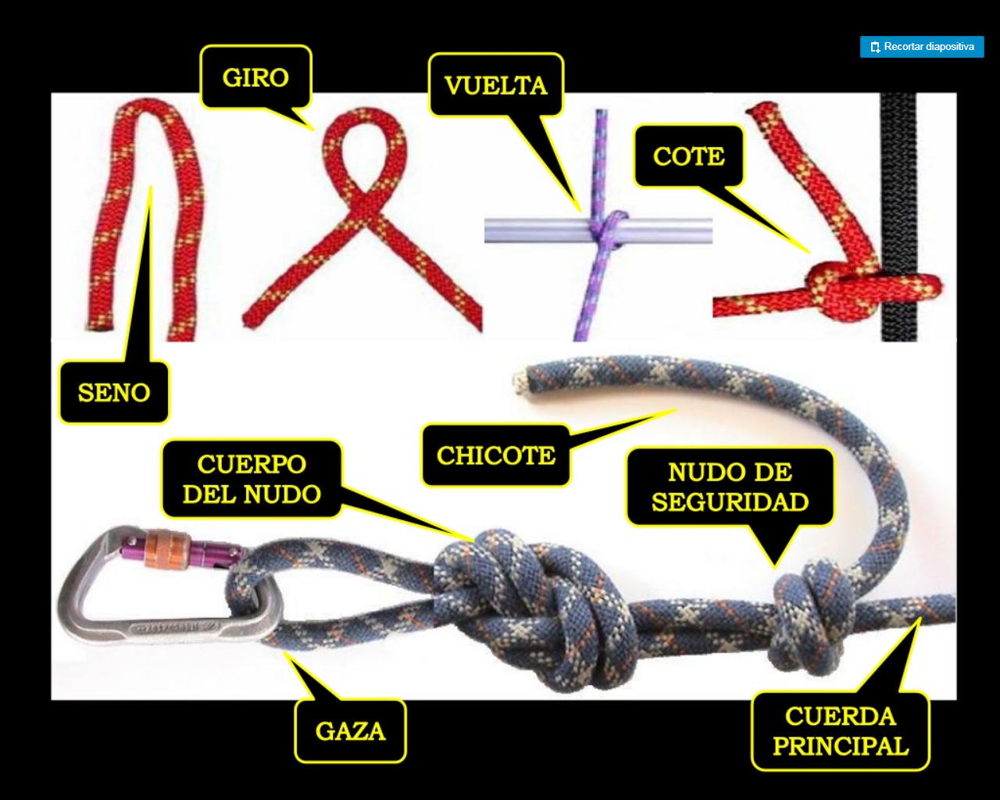 Recortar diapositiva
GIRO
VUELTA
COTE
SENO
CHICOTE
CUERPO
DEL NUDO
NUDO DE
SEGURIDAD
GAZA
CUERDA
PRINCIPAL